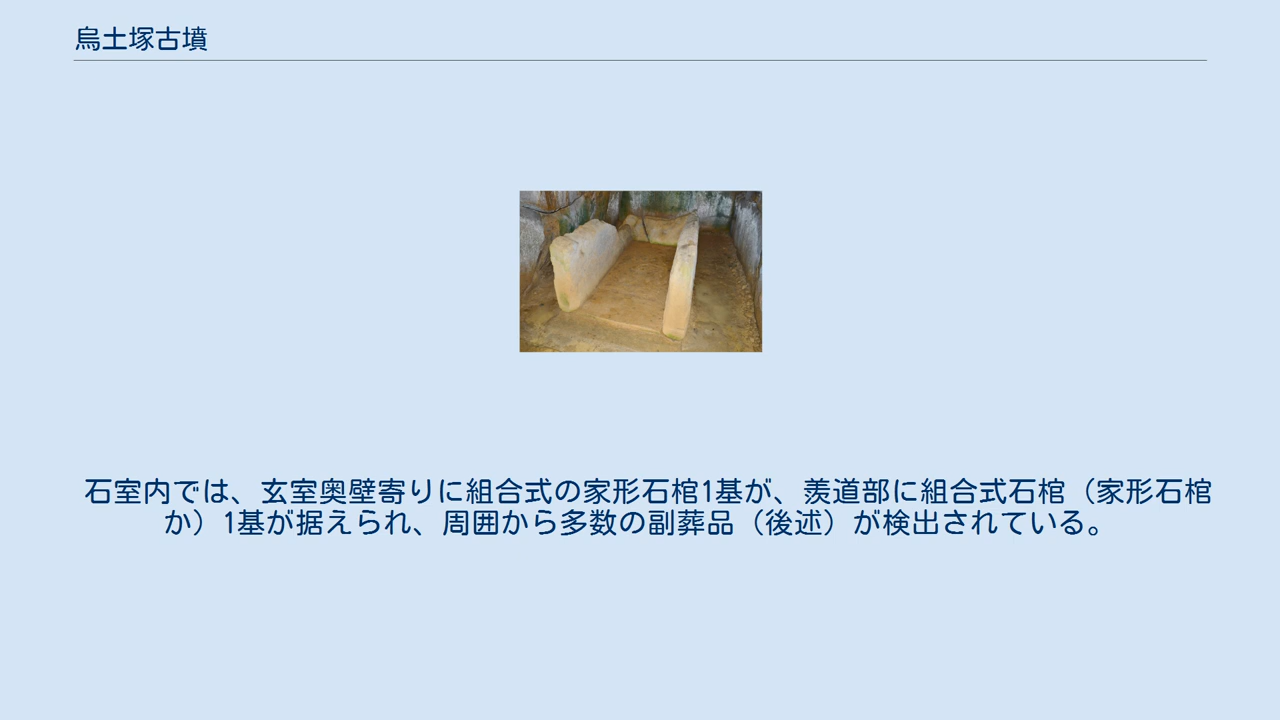 烏土塚古墳
石室内では、玄室奥壁寄りに組合式の家形石棺1基が、羨道部に組合式石棺（家形石棺
か）1基が据えられ、周囲から多数の副葬品（後述）が検出されている。